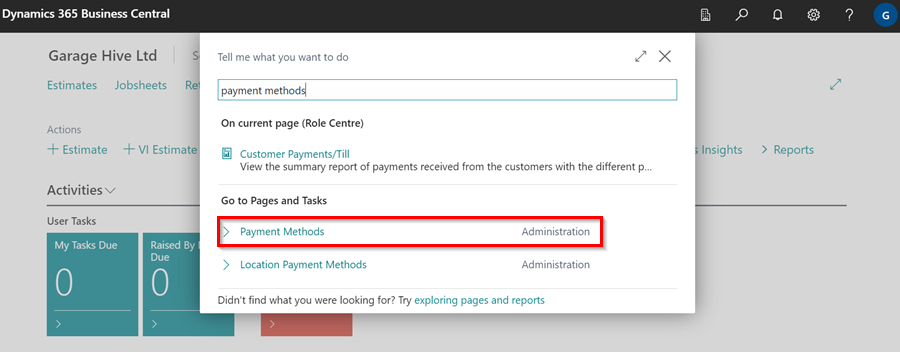 Dynamics 365 Business Central
G
Garage Hive Ltd
Tell me what you want to do
Estimates Jobsheets
payment methods
On current page (Role Centre)
Actions
Customer Payments/Till
Estimate VI Estimate Insights Reports
View the summary report of payments received from the customers with the different p...
Activities
Go to Pages and Tasks
User Tasks
Payment Methods Administration
My Tasks Due
Raised By
Due
Location Payment Methods Administration
0
0
Didn't find what you were looking for? Try exploring pages and reports